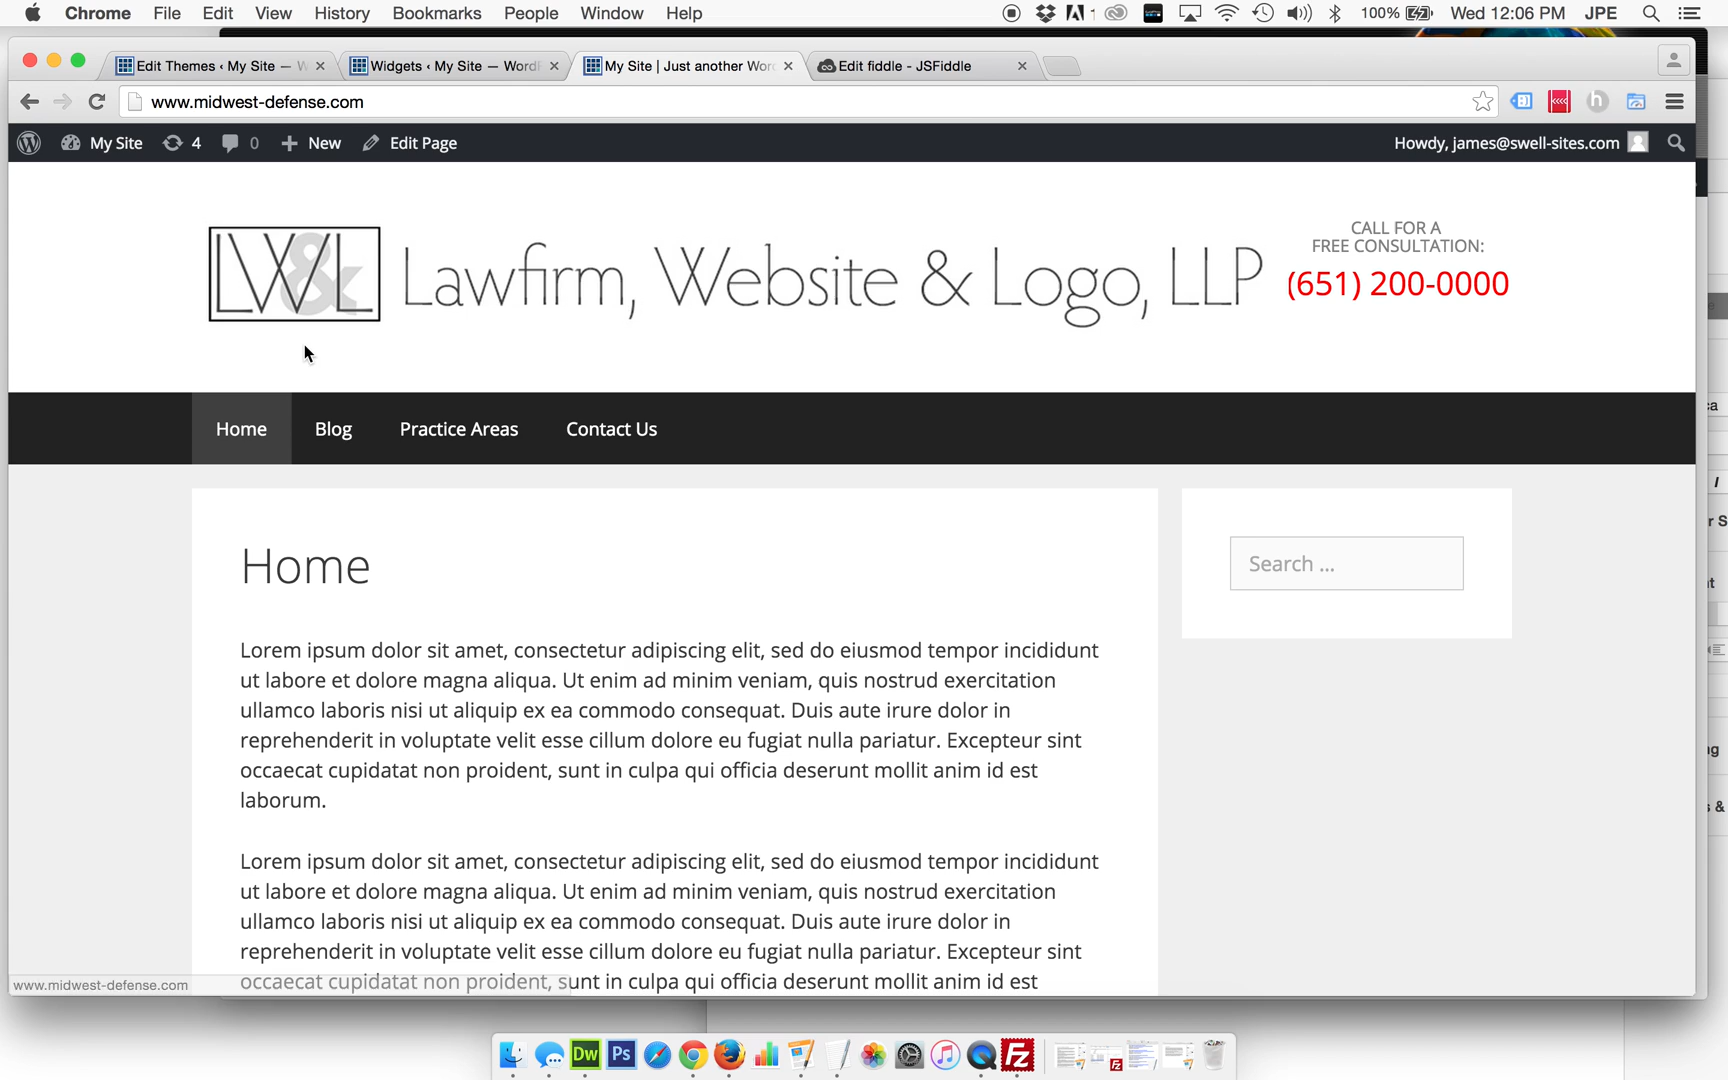 Chrome File Edit View History Bookmarks People Window Help 1 100% Wed 12:06 PM JPE
Edit Themes ‹ My Site — W
Widgets ‹ My Site — WordP
My Site | Just another Wor
Edit fiddle - JSFiddle
www.midwest-defense.com
My Site 4 0 New Edit Page Howdy, james@swell-sites.com
CALL FOR A
FREE CONSULTATION:
LW&L Lawfirm, Website & Logo, LLP (651) 200-0000
Home Blog Practice Areas Contact Us
Home
Search ...
Lorem ipsum dolor sit amet, consectetur adipiscing elit, sed do eiusmod tempor incididunt
ut labore et dolore magna aliqua. Ut enim ad minim veniam, quis nostrud exercitation
ullamco laboris nisi ut aliquip ex ea commodo consequat. Duis aute irure dolor in
reprehenderit in voluptate velit esse cillum dolore eu fugiat nulla pariatur. Excepteur sint
occaecat cupidatat non proident, sunt in culpa qui officia deserunt mollit anim id est
laborum.
Lorem ipsum dolor sit amet, consectetur adipiscing elit, sed do eiusmod tempor incididunt
ut labore et dolore magna aliqua. Ut enim ad minim veniam, quis nostrud exercitation
ullamco laboris nisi ut aliquip ex ea commodo consequat. Duis aute irure dolor in
reprehenderit in voluptate velit esse cillum dolore eu fugiat nulla pariatur. Excepteur sint
occaecat cupidatat non proident, sunt in culpa qui officia deserunt mollit anim id est
www.midwest-defense.com
Dw Ps Fz